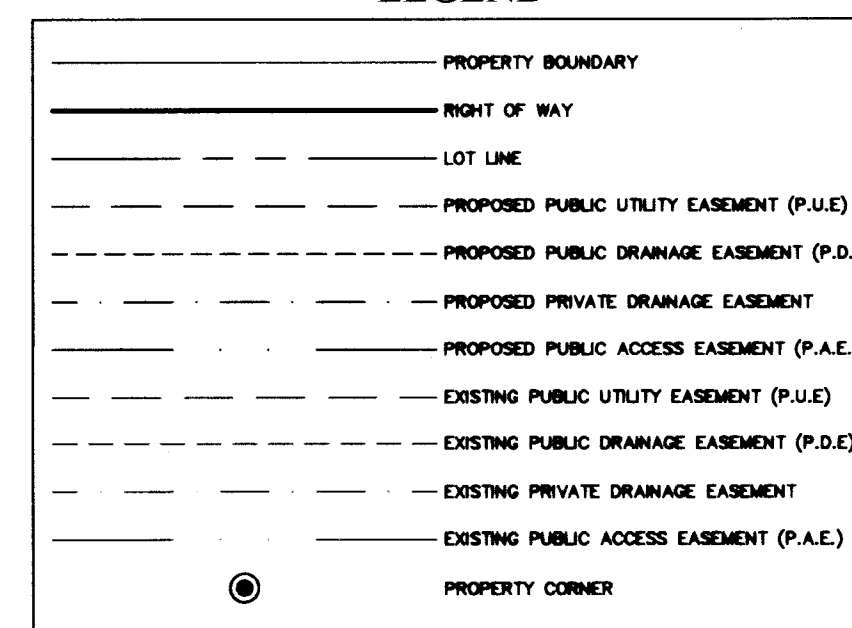 LEGEND
PROPERTY BOUNDARY
RIGHT OF WAY
LOT LINE
PROPOSED PUBLIC UTILITY EASEMENT (P.U.E)
PROPOSED PUBLIC DRAINAGE EASEMENT (P.D.
PROPOSED PRIVATE DRAINAGE EASEMENT
PROPOSED PUBLIC ACCESS EASEMENT (P.A.E.
EXISTING PUBLIC UTILITY EASEMENT (P.U.E)
EXISTING PUBLIC DRAINAGE EASEMENT (P.D.E)
EXISTING PRIVATE DRAINAGE EASEMENT
EXISTING PUBLIC ACCESS EASEMENT (P.A.E.)
PROPERTY CORNER